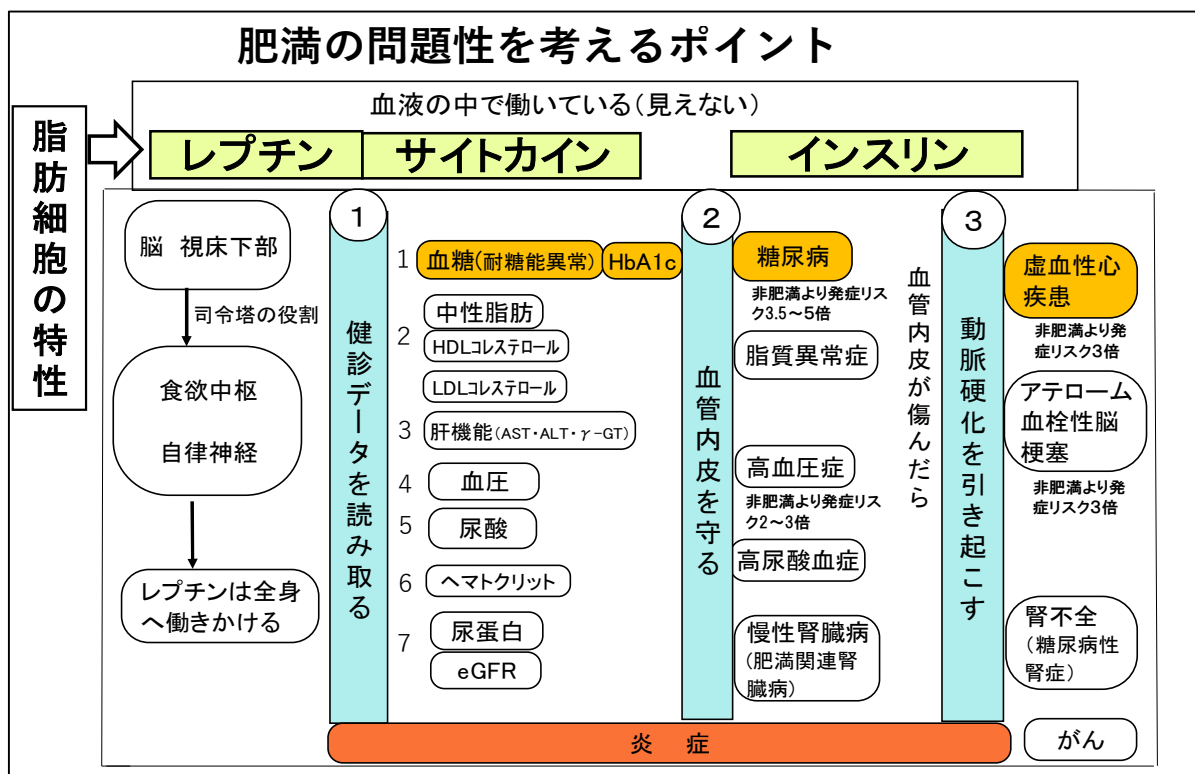 肥満の問題性を考えるポイント
脂肪細胞の特性
血液の中で働いている(見えない)
レプチン
サイトカイン
インスリン
脳 視床下部
司令塔の役割
食欲中枢
自律神経
レプチンは全身
へ働きかける
1
健診データを読み取る
1
血糖(耐糖能異常)
HbA1c
2
中性脂肪
HDLコレステロール
LDLコレステロール
3
肝機能(AST・ALT・γ-GT)
4
血圧
5
尿酸
6
ヘマトクリット
7
尿蛋白
eGFR
2
血管内皮を守る
糖尿病
非肥満より発症リス
ク3.5~5倍
脂質異常症
高血圧症
非肥満より発症リス
ク2~3倍
高尿酸血症
慢性腎臓病
(肥満関連腎
臓病)
血管内皮が傷んだら
3
動脈硬化を引き起こす
虚血性心
疾患
非肥満より発
症リスク3倍
アテローム
血栓性脳
梗塞
非肥満より発
症リスク3倍
腎不全
(糖尿病性
腎症)
炎 症
がん